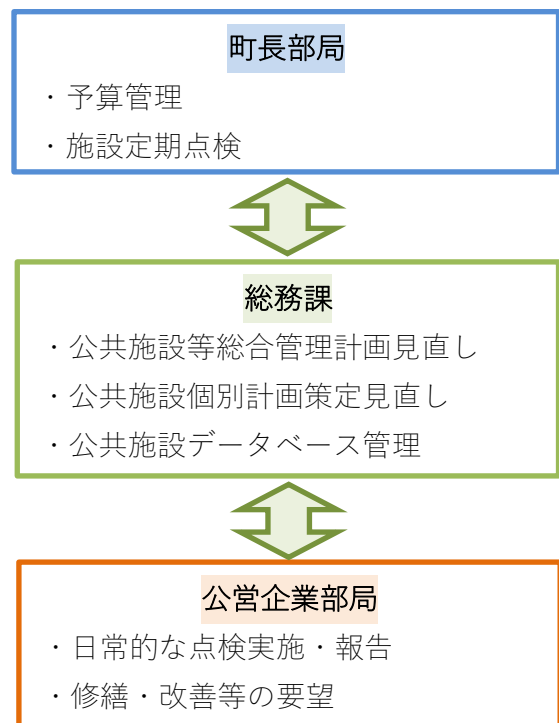 町長部局
・予算管理
・施設定期点検
総務課
・公共施設等総合管理計画見直し
・公共施設個別計画策定見直し
・公共施設データベース管理
公営企業部局
・日常的な点検実施・報告
・修繕・改善等の要望